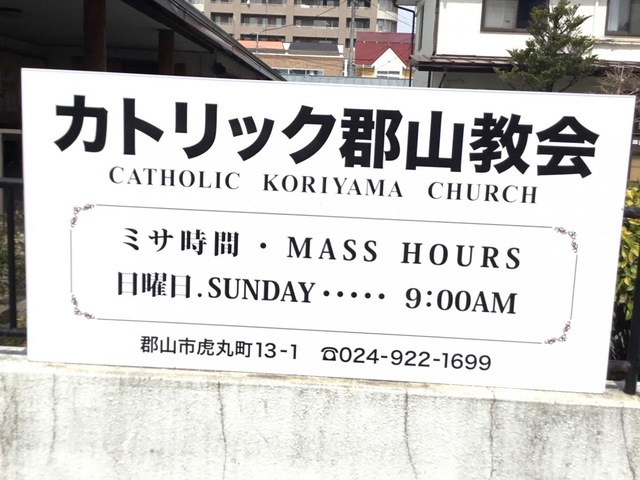 カトリック郡山教会
CATHOLIC KORIYAMA CHURCH
ミサ時間・MASS HOURS
日曜日.SUNDAY・・・・・ 9:00AM
郡山市虎丸町13-1 ☎024-922-1699